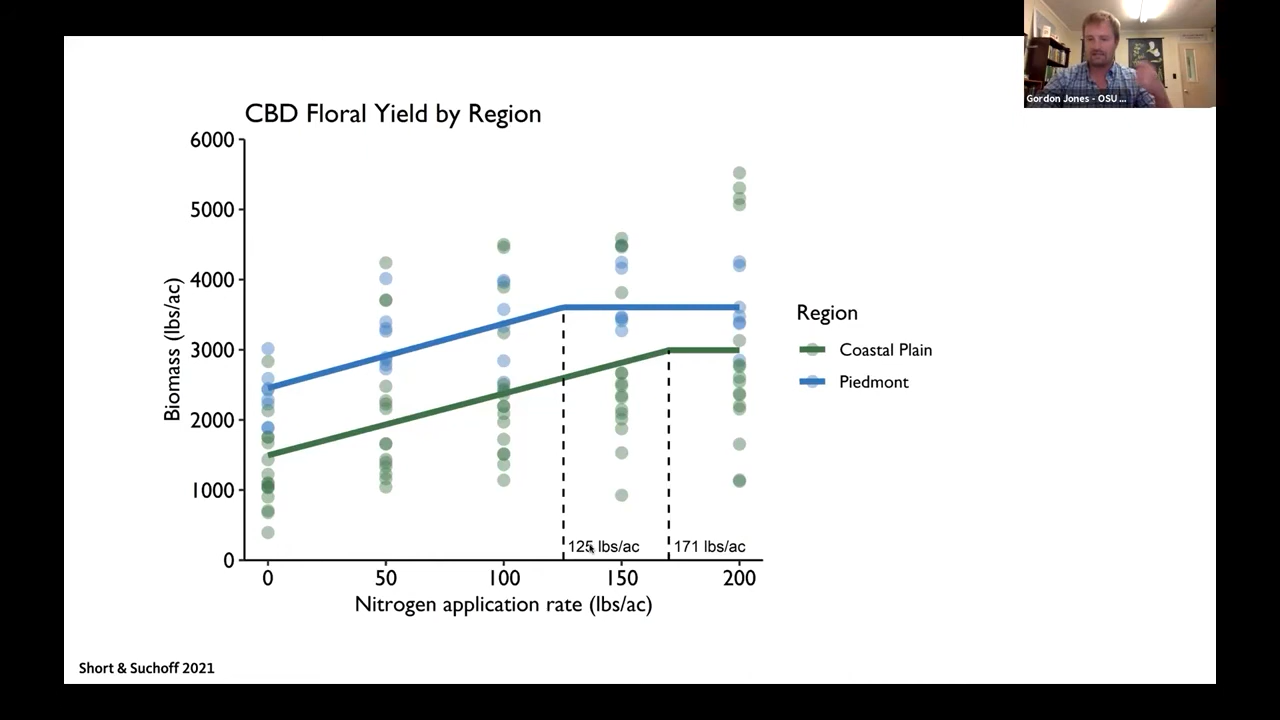 Gordon Jones - OSU ...
CBD Floral Yield by Region
6000
5000
4000
3000
2000
1000
0
Biomass (lbs/ac)
125 lbs/ac
171 lbs/ac
0
50
100
150
200
Nitrogen application rate (lbs/ac)
Region
Coastal Plain
Piedmont
Short & Suchoff 2021